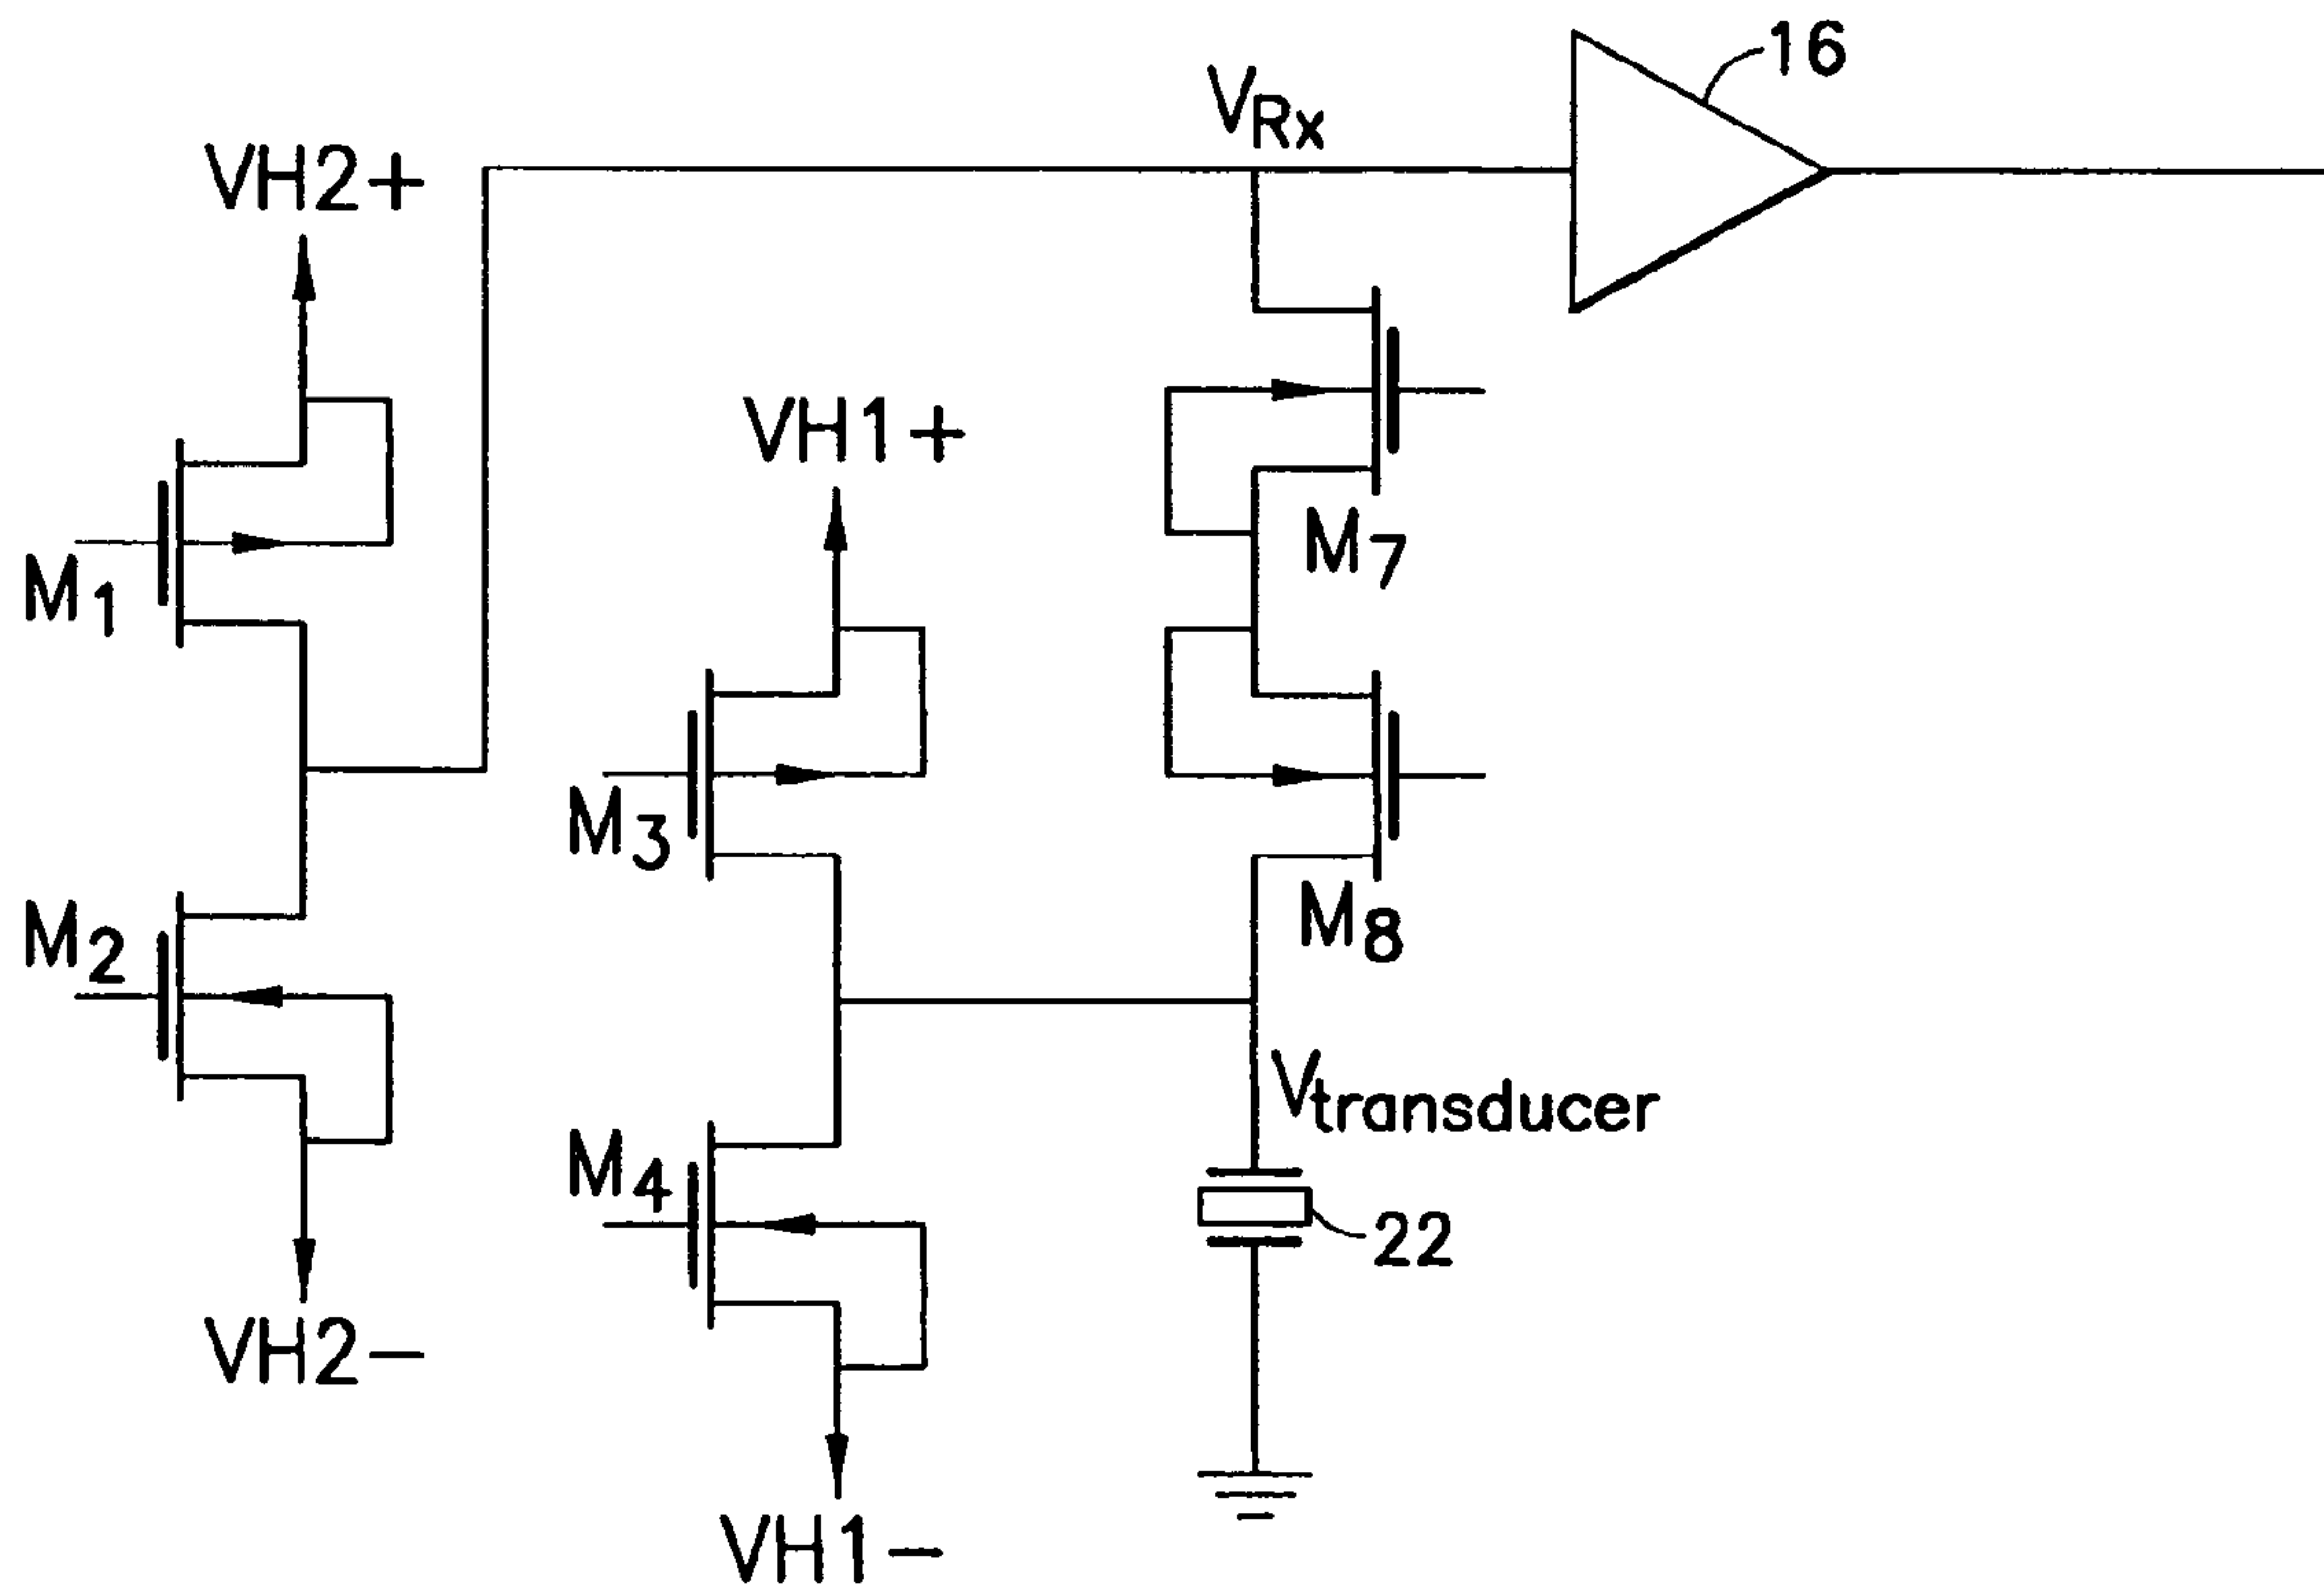 16
VRx
VH2+
VH1+
M1
M7
M3
M8
M2
Vtransducer
M4
22
VH2-
VH1-